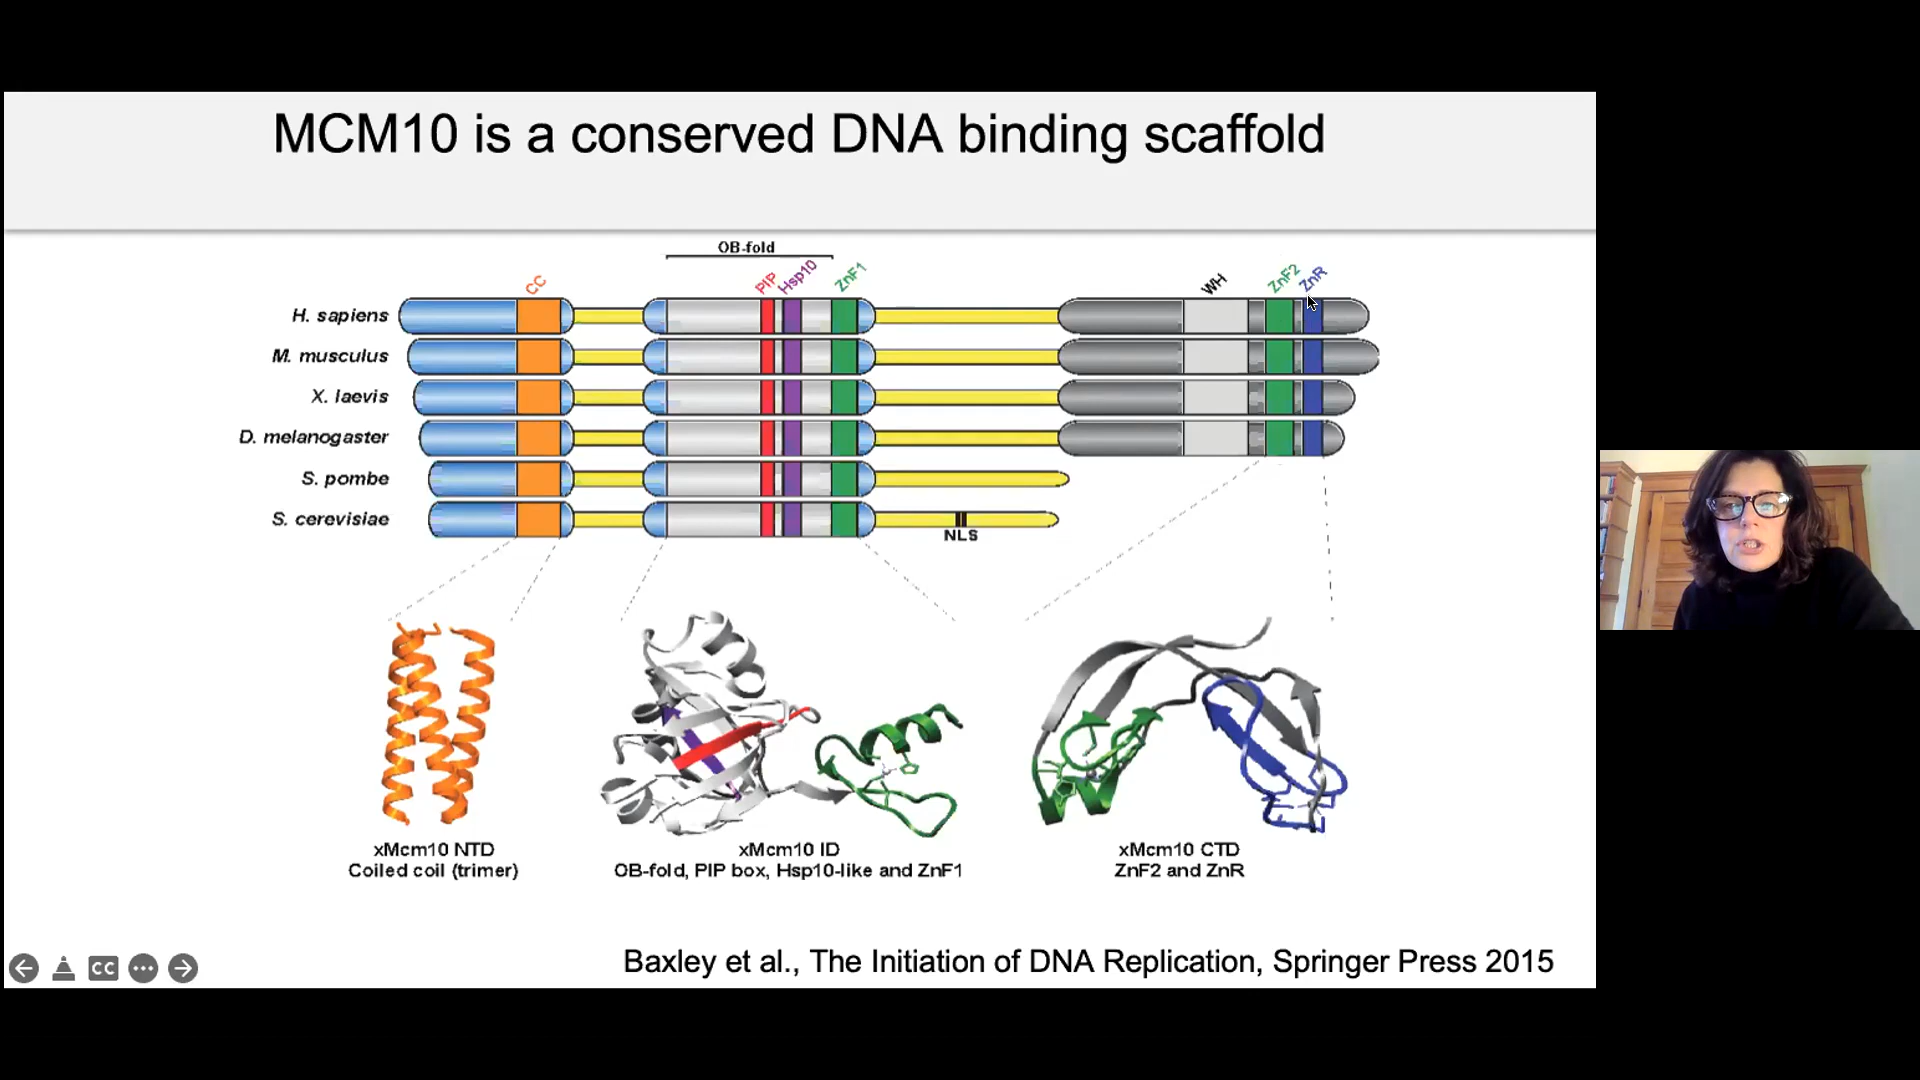 MCM10 is a conserved DNA binding scaffold
OB-fold
CC
PIP
Hsp10
ZnF1
WH
ZnF2
ZnR
H. sapiens
M. musculus
X. laevis
D. melanogaster
S. pombe
S. cerevisiae
NLS
xMcm10 NTD
Coiled coil (trimer)
xMcm10 ID
OB-fold, PIP box, Hsp10-like and ZnF1
xMcm10 CTD
ZnF2 and ZnR
CC
Baxley et al., The Initiation of DNA Replication, Springer Press 2015